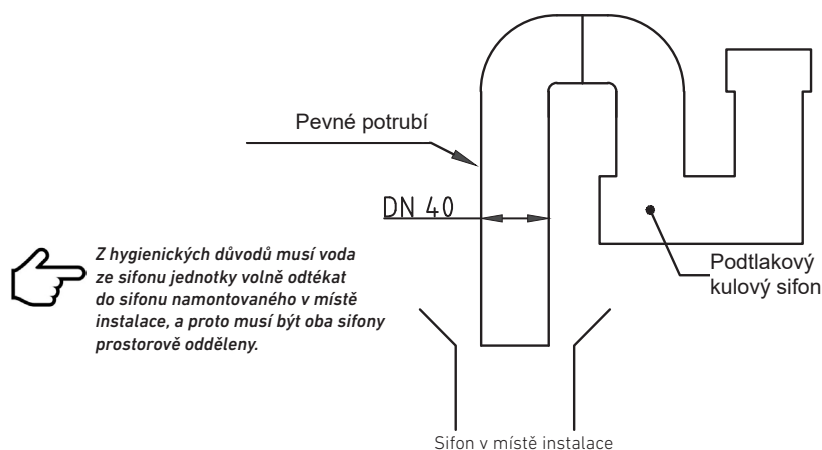 Pevné potrubí
DN 40
Z hygienických důvodů musí voda
ze sifonu jednotky volně odtékat
do sifonu namontovaného v místě
instalace, a proto musí být oba sifony
prostorově odděleny.
Podtlakový
kulový sifon
Sifon v místě instalace